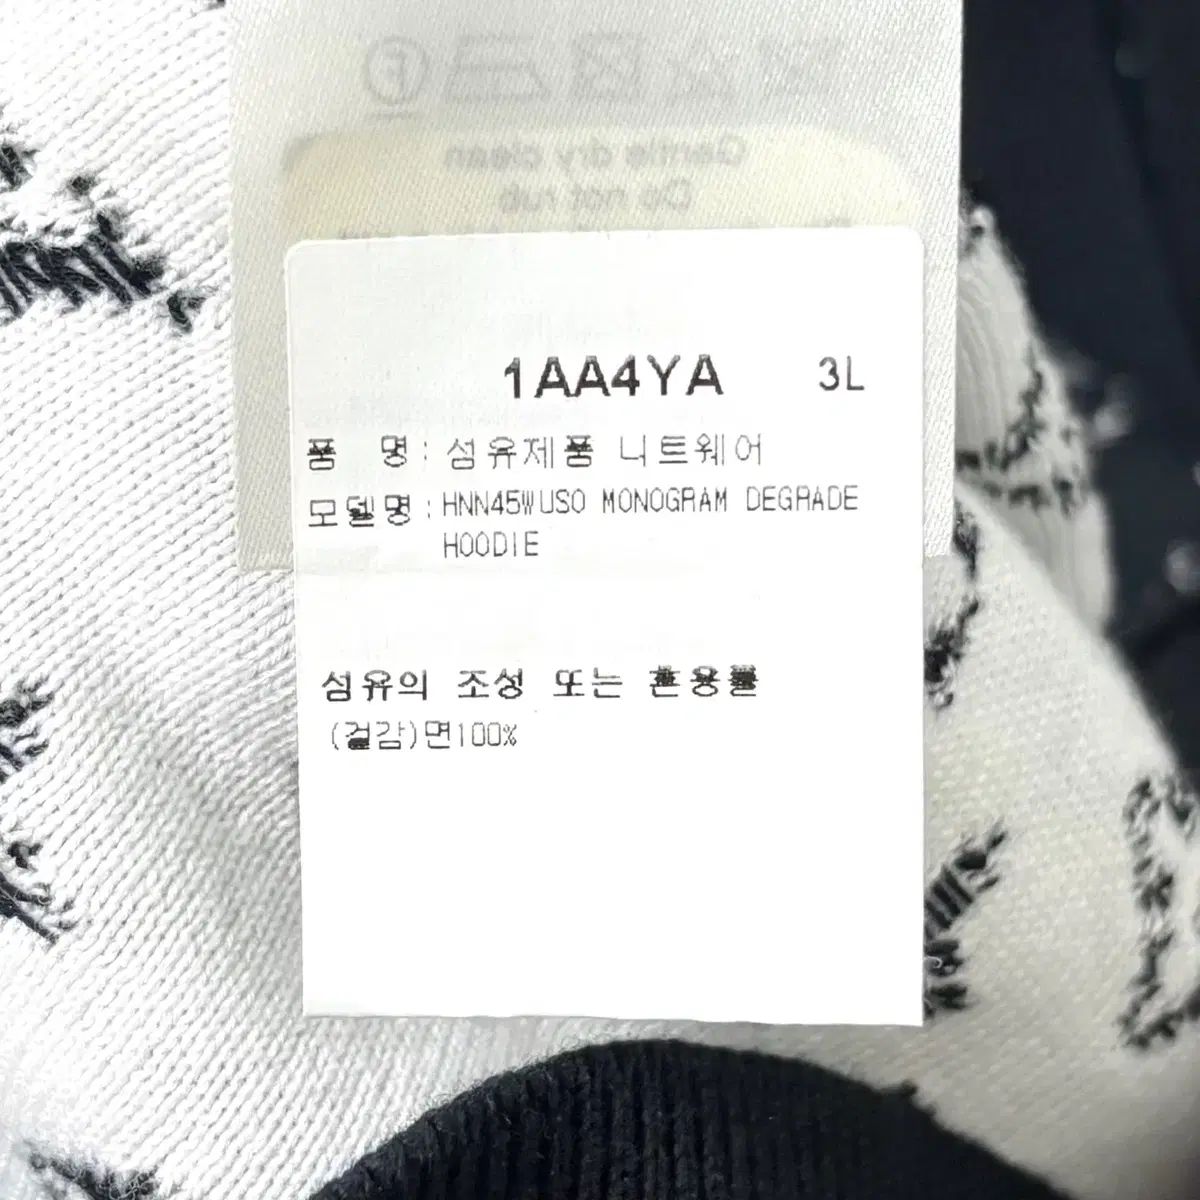 Gentle dry clean
Do not rub
1AA4YA 3L
품 명 : 섬유제품 니트웨어
모델명 : HNN45WUSO MONOGRAM DEGRADE
HOODIE
섬유의 조성 또는 혼용률
(겉감)면100%